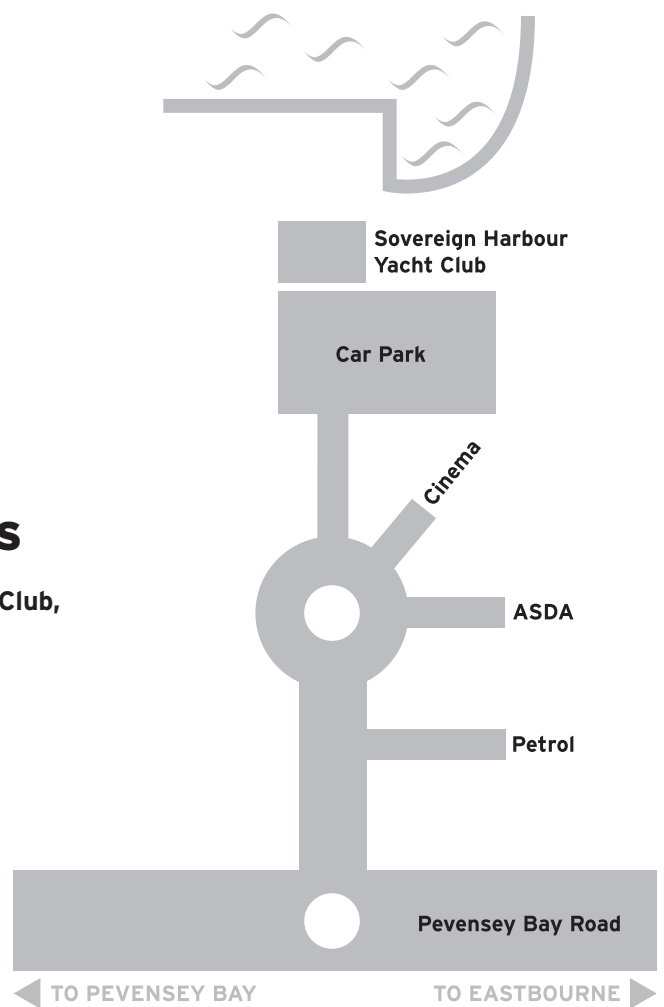 Sovereign Harbour
Yacht Club
Car Park
Cinema
s
Club,
ASDA
Petrol
Pevensey Bay Road
TO PEVENSEY BAY
TO EASTBOURNE